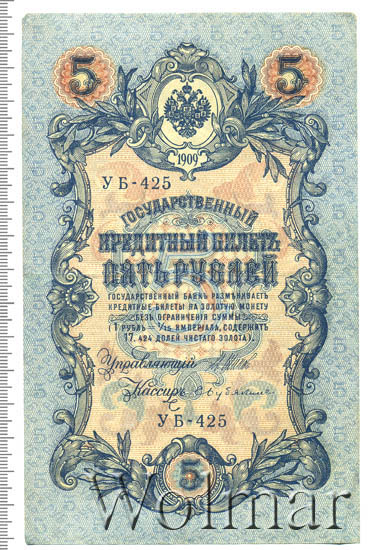 5 5
1909
УБ-425
ГОСУДАРСТВЕННЫЙ
КРЕДИТНЫЙ БИЛЕТЪ
ПЯТЬ РУБЛЕЙ
ГОСУДАРСТВЕННЫЙ БАНКЪ РАЗМѢНИВАЕТЪ
КРЕДИТНЫЕ БИЛЕТЫ НА ЗОЛОТУЮ МОНЕТУ
БЕЗЪ ОГРАНИЧЕНІЯ СУММЫ
(1 РУБЛЬ = 1/15 ИМПЕРІАЛА, СОДЕРЖИТЪ
17,424 ДОЛЕЙ ЧИСТАГО ЗОЛОТА).
Управляющій
Кассиръ
УБ-425
5
Wolmar